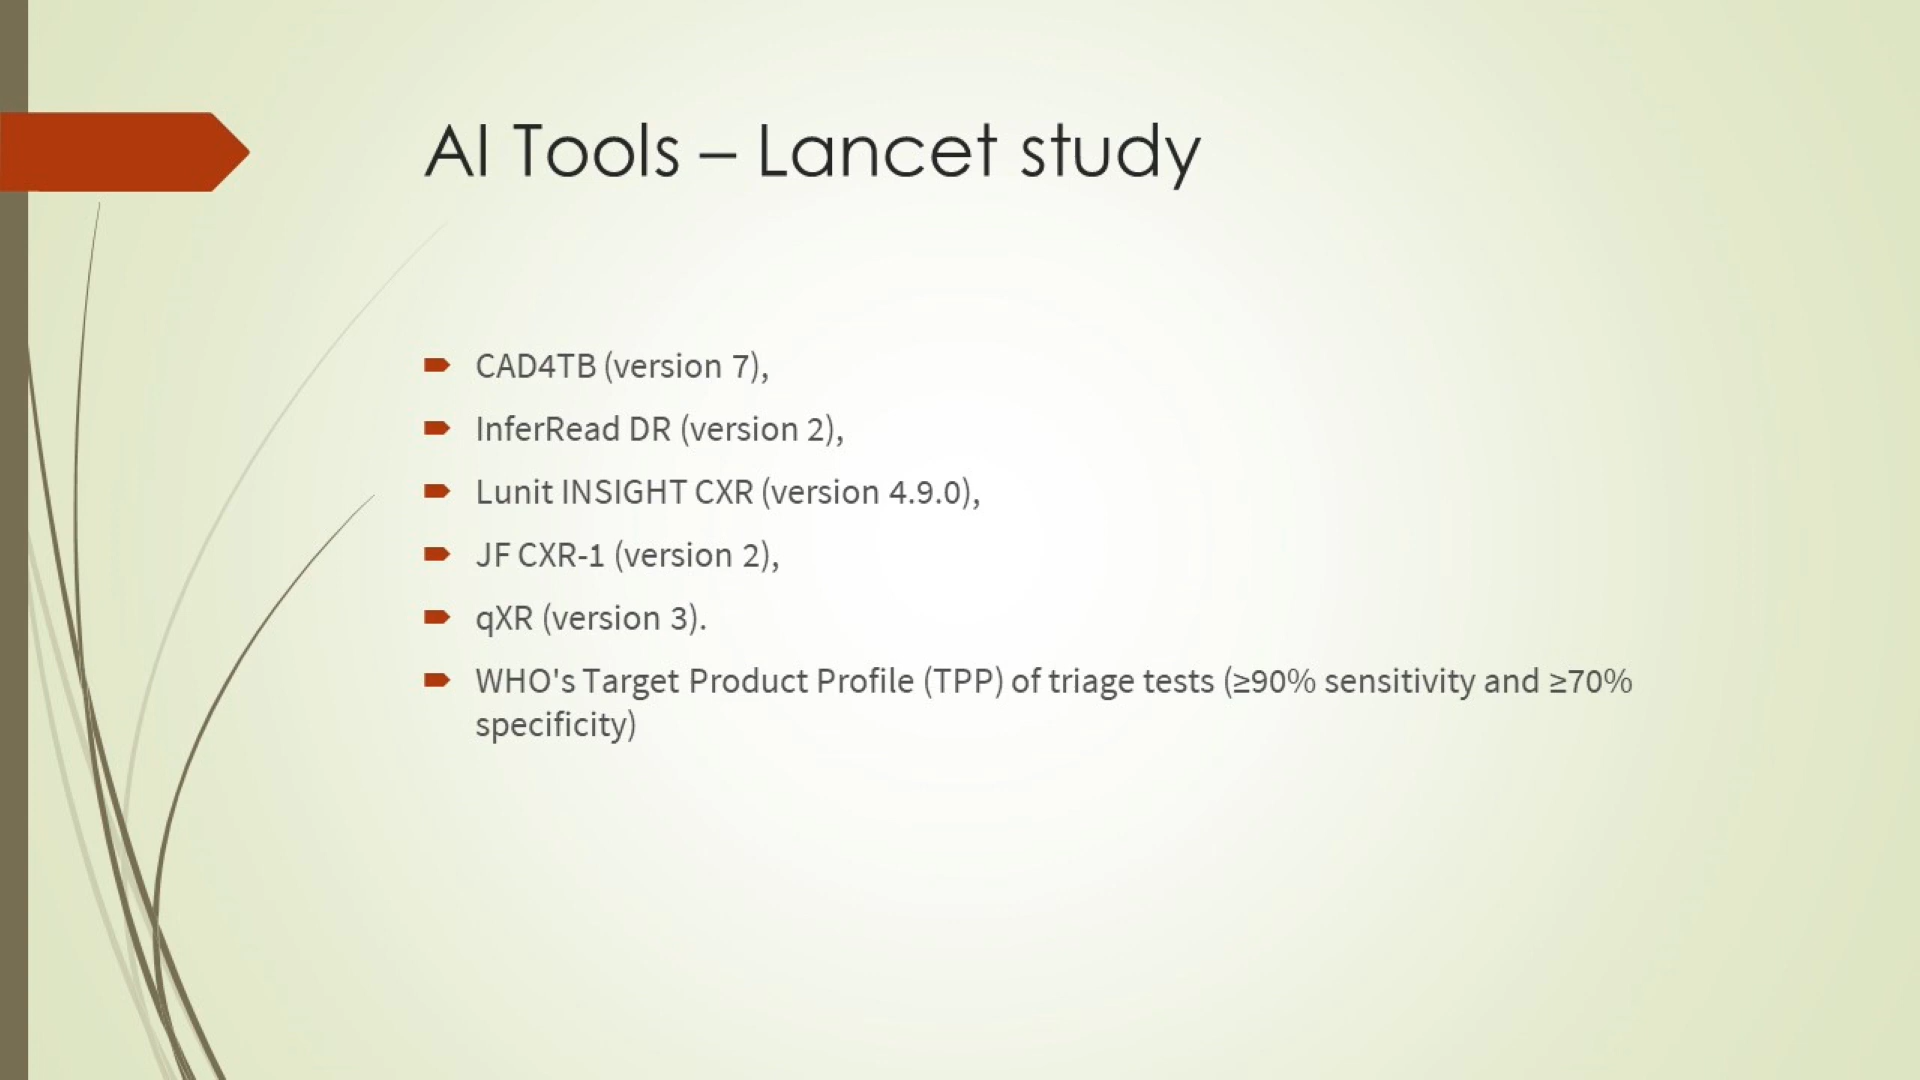 AI Tools – Lancet study
CAD4TB (version 7),
InferRead DR (version 2),
Lunit INSIGHT CXR (version 4.9.0),
JF CXR-1 (version 2),
qXR (version 3).
WHO's Target Product Profile (TPP) of triage tests (≥90% sensitivity and ≥70%
specificity)